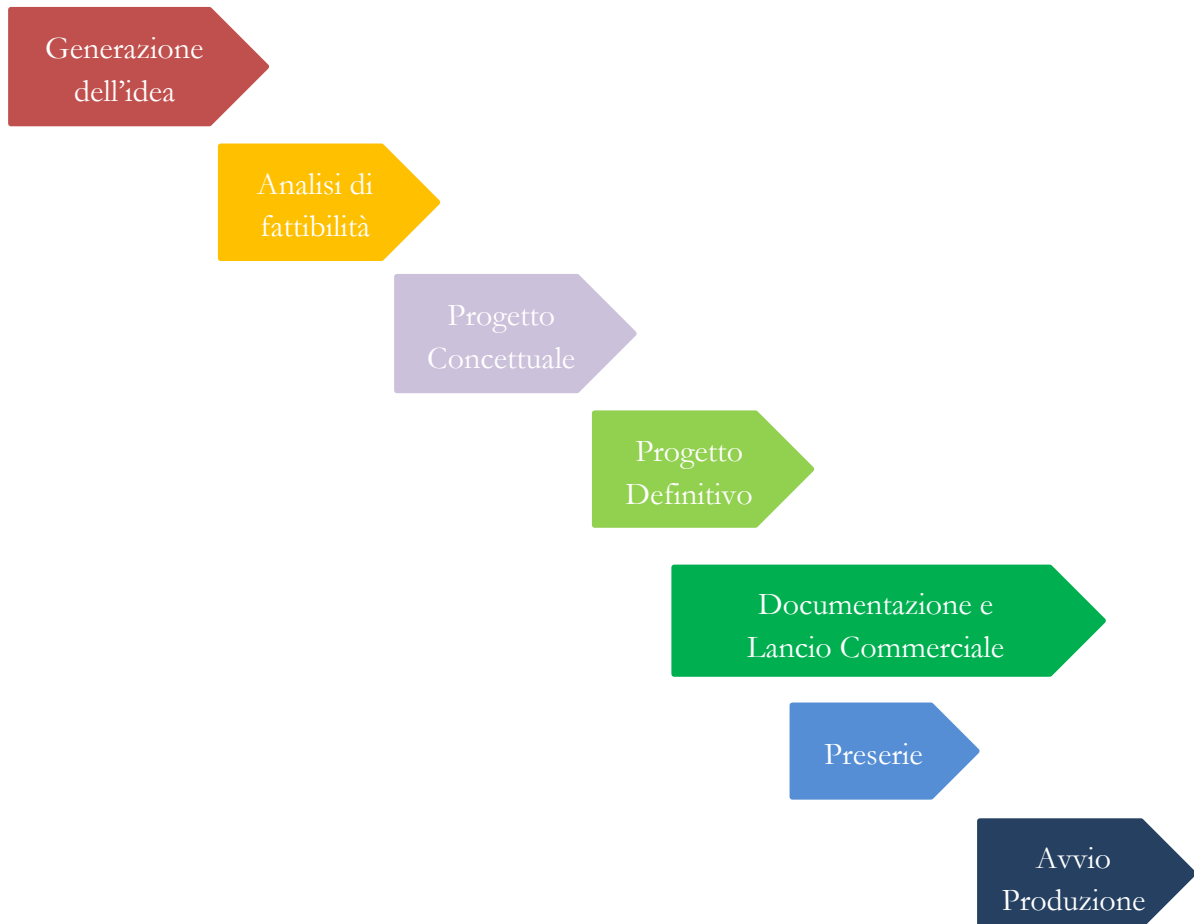 Generazione
dell’idea
Analisi di
fattibilità
Progetto
Concettuale
Progetto
Definitivo
Documentazione e
Lancio Commerciale
Preserie
Avvio
Produzione